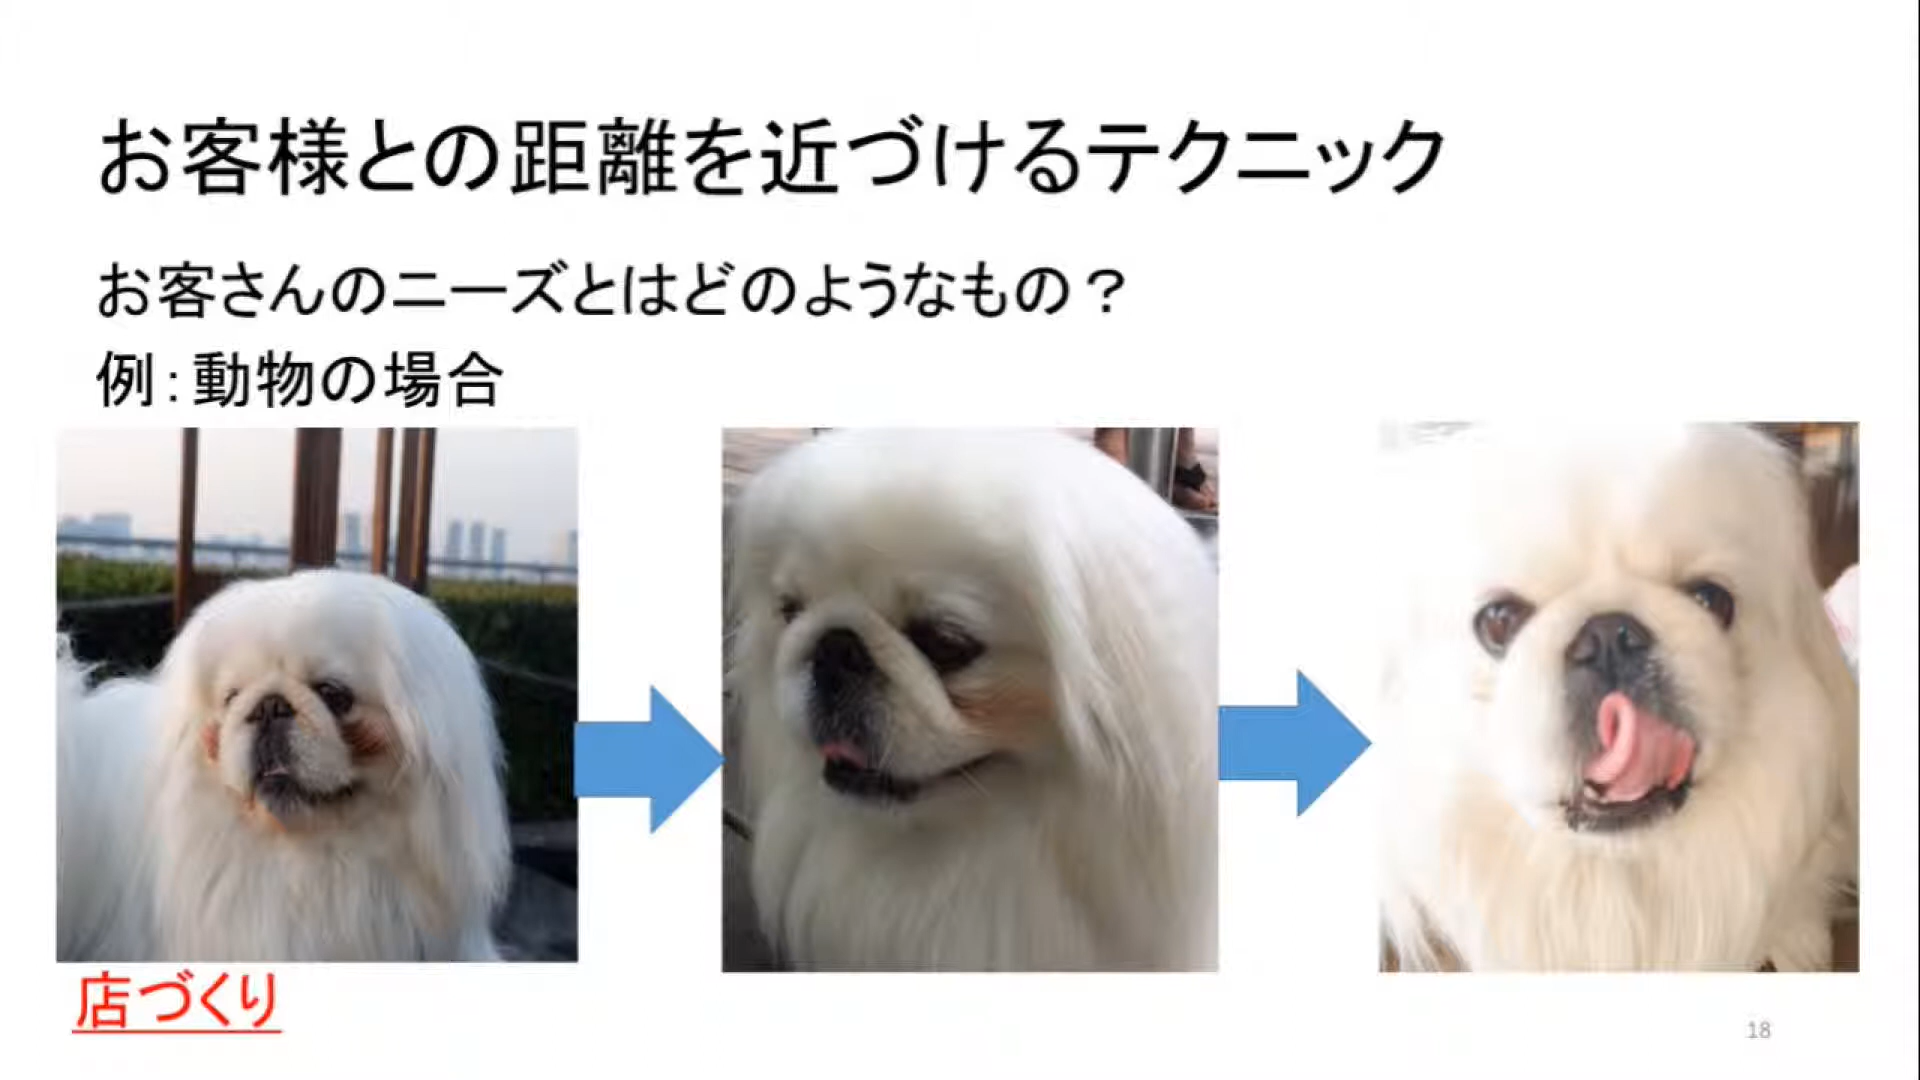 お客様との距離を近づけるテクニック
お客さんのニーズとはどのようなもの？
例：動物の場合
店づくり
18